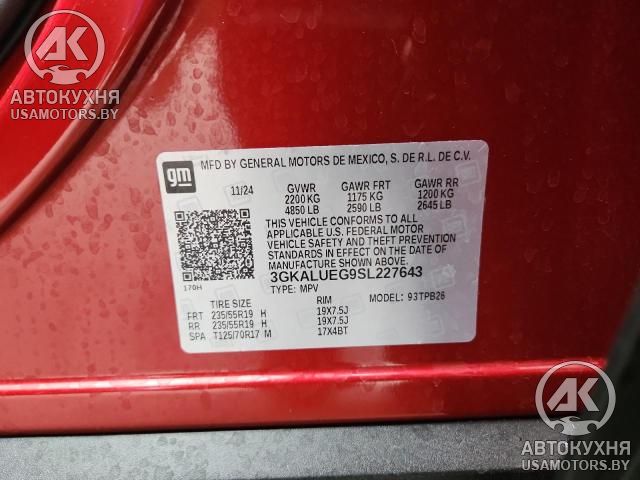 AK
АВТОКУХНЯ
USAMOTORS.BY
gm
MFD BY GENERAL MOTORS DE MEXICO, S. DE R.L. DE C.V.
11/24 GVWR GAWR FRT GAWR RR
2200 KG 1175 KG 1200 KG
4850 LB 2590 LB 2645 LB
THIS VEHICLE CONFORMS TO ALL
APPLICABLE U.S. FEDERAL MOTOR
VEHICLE SAFETY AND THEFT PREVENTION
STANDARDS IN EFFECT ON THE DATE OF
MANUFACTURE SHOWN ABOVE.
3GKALUEG9SL227643
170H
TYPE: MPV MODEL: 93TPB26
TIRE SIZE RIM
FRT 235/55R19 H 19X7.5J
RR 235/55R19 H 19X7.5J
SPA T125/70R17 M 17X4BT
AK
АВТОКУХНЯ
USAMOTORS.BY